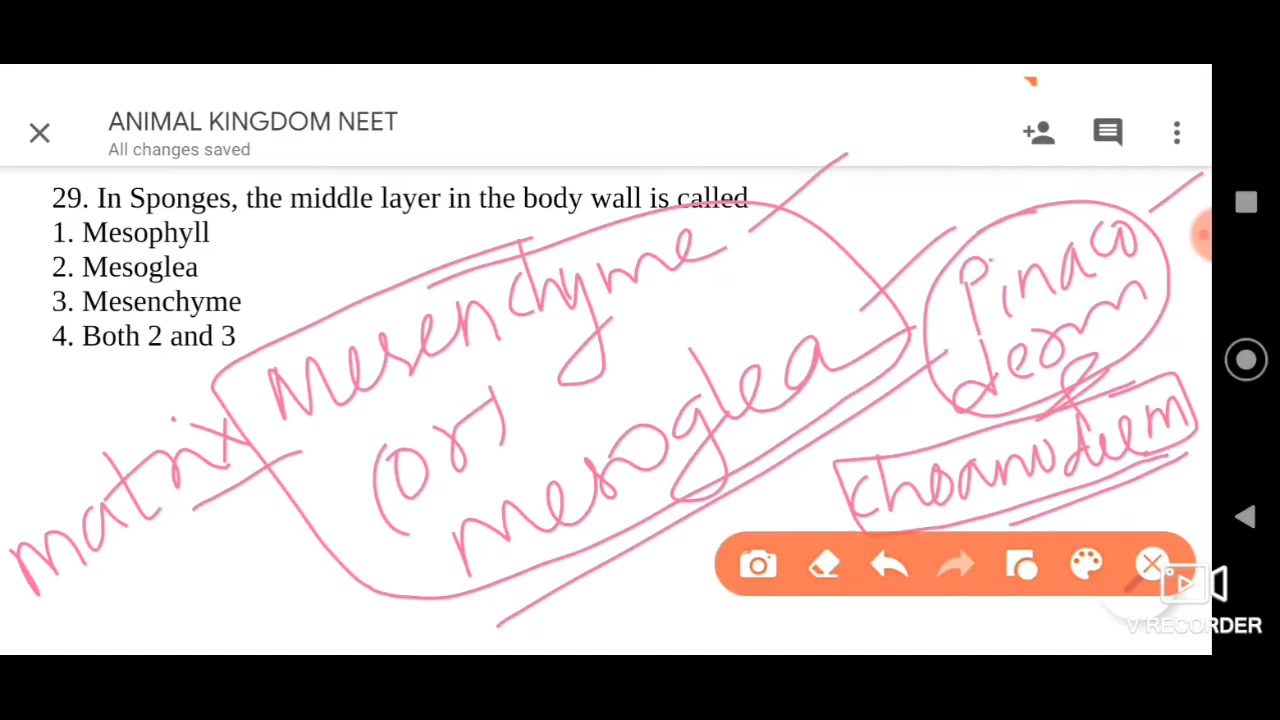 ANIMAL KINGDOM NEET
All changes saved
29. In Sponges, the middle layer in the body wall is called
1. Mesophyll
2. Mesoglea
3. Mesenchyme
4. Both 2 and 3
Mesenchyme
(or)
mesoglea
matrix
Pinaco
derm
choanoderm
V RECORDER